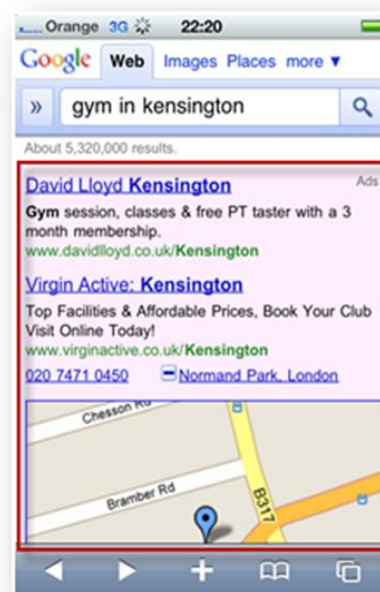 Orange 3G 22:20
Google Web Images Places more ▼
» gym in kensington
About 5,320,000 results.
David Lloyd Kensington Ads
Gym session, classes & free PT taster with a 3
month membership.
www.davidlloyd.co.uk/Kensington
Virgin Active: Kensington
Top Facilities & Affordable Prices, Book Your Club
Visit Online Today!
www.virginactive.co.uk/Kensington
020 7471 0450 Normand Park, London
Chesson Rd
Bramber Rd
B317